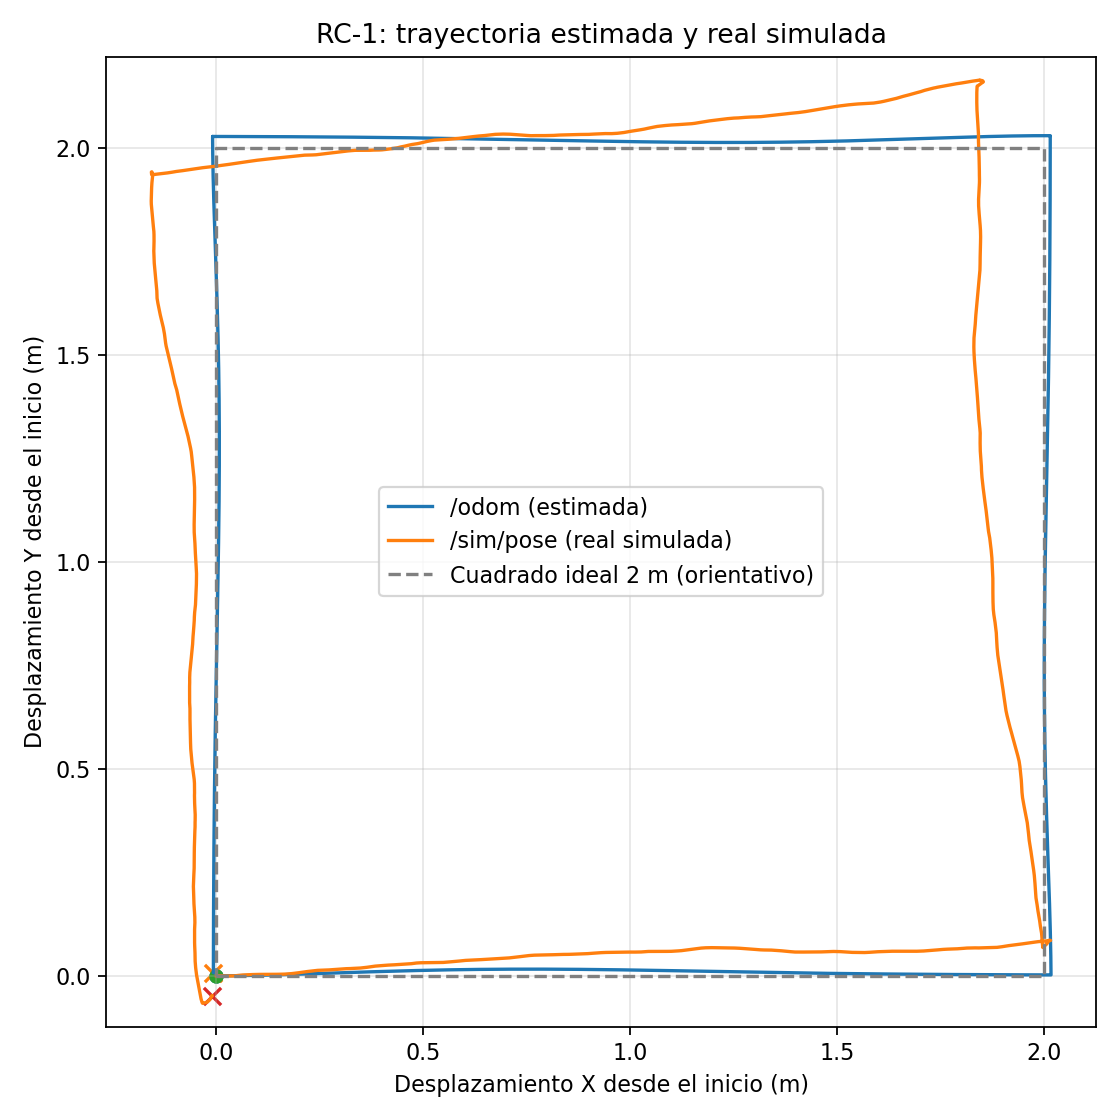 RC-1: trayectoria estimada y real simulada
Desplazamiento Y desde el inicio (m)
2.0
1.5
1.0
0.5
0.0
/odom (estimada)
/sim/pose (real simulada)
Cuadrado ideal 2 m (orientativo)
0.0 0.5 1.0 1.5 2.0
Desplazamiento X desde el inicio (m)